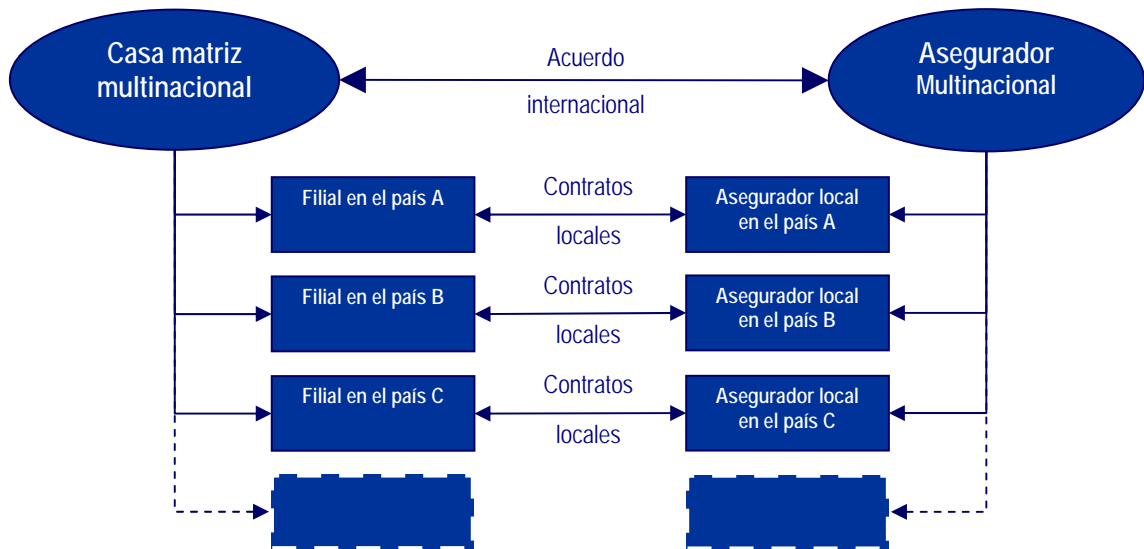 Casa matriz
multinacional
Acuerdo
internacional
Asegurador
Multinacional
Filial en el país A
Contratos
locales
Asegurador local
en el país A
Filial en el país B
Contratos
locales
Asegurador local
en el país B
Filial en el país C
Contratos
locales
Asegurador local
en el país C